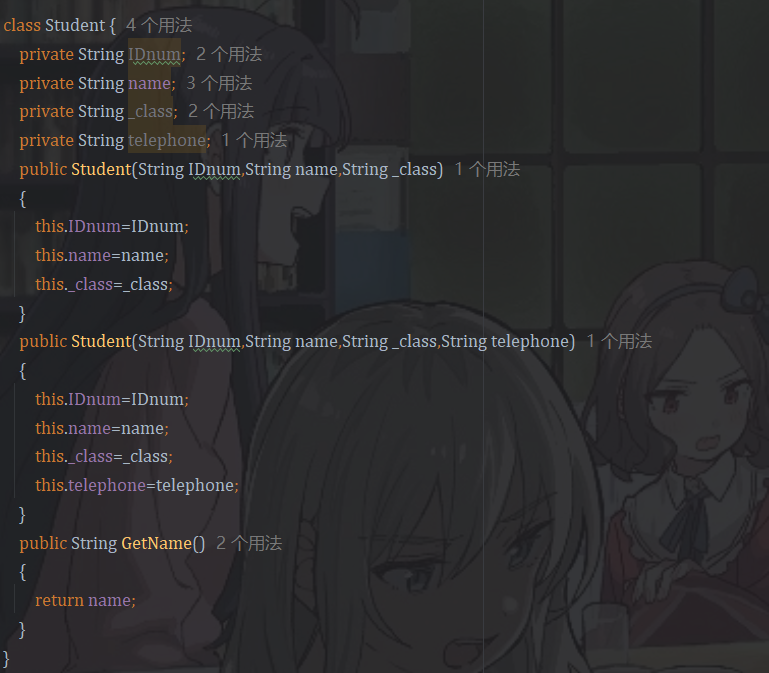 class Student { 4 个用法
private String IDnum; 2 个用法
private String name; 3 个用法
private String _class; 2 个用法
private String telephone; 1 个用法
public Student(String IDnum,String name,String _class) 1 个用法
{
this.IDnum=IDnum;
this.name=name;
this._class=_class;
}
public Student(String IDnum,String name,String _class,String telephone) 1 个用法
{
this.IDnum=IDnum;
this.name=name;
this._class=_class;
this.telephone=telephone;
}
public String GetName() 2 个用法
{
return name;
}
}